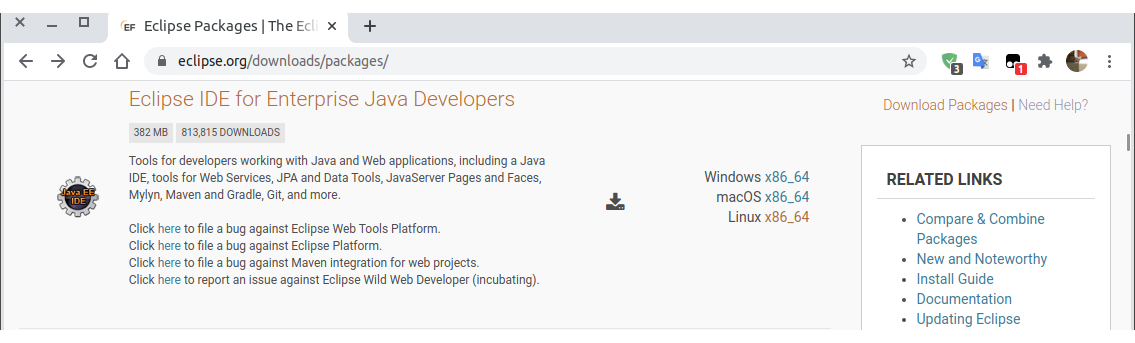 EF Eclipse Packages | The Ecli
eclipse.org/downloads/packages/
3
1
Eclipse IDE for Enterprise Java Developers
Download Packages | Need Help?
382 MB 813,815 DOWNLOADS
Tools for developers working with Java and Web applications, including a Java
IDE, tools for Web Services, JPA and Data Tools, JavaServer Pages and Faces,
Mylyn, Maven and Gradle, Git, and more.
Java EE
IDE
Click here to file a bug against Eclipse Web Tools Platform.
Click here to file a bug against Eclipse Platform.
Click here to file a bug against Maven integration for web projects.
Click here to report an issue against Eclipse Wild Web Developer (incubating).
Windows x86_64
macOS x86_64
Linux x86_64
RELATED LINKS
Compare & Combine
Packages
New and Noteworthy
Install Guide
Documentation
Updating Eclipse